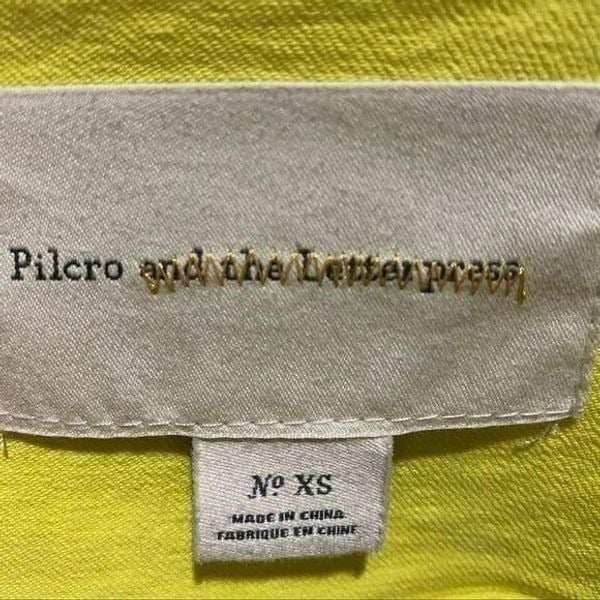 Pilcro and the Letterpress
Nº XS
MADE IN CHINA
FABRIQUE EN CHINE